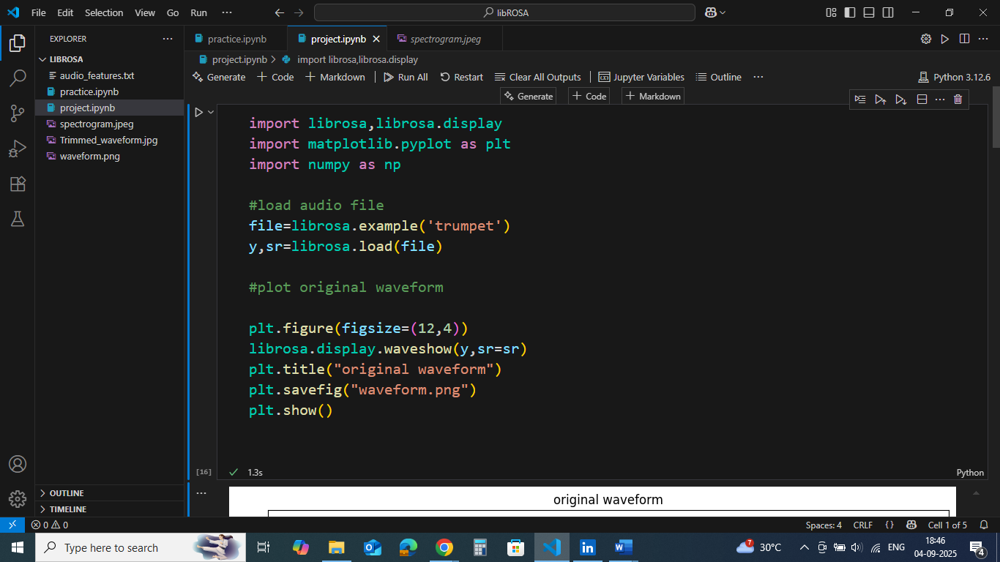 File Edit Selection View Go Run ··· libROSA
EXPLORER ···
LIBROSA
audio_features.txt
practice.ipynb
project.ipynb
spectrogram.jpeg
Trimmed_waveform.jpg
waveform.png
OUTLINE
TIMELINE
practice.ipynb project.ipynb spectrogram.jpeg
project.ipynb > import librosa,librosa.display
Generate + Code + Markdown | Run All Restart Clear All Outputs | Jupyter Variables Outline ··· Python 3.12.6
Generate + Code + Markdown
import librosa,librosa.display
import matplotlib.pyplot as plt
import numpy as np
#load audio file
file=librosa.example('trumpet')
y,sr=librosa.load(file)
#plot original waveform
plt.figure(figsize=(12,4))
librosa.display.waveshow(y,sr=sr)
plt.title("original waveform")
plt.savefig("waveform.png")
plt.show()
[16] 1.3s Python
original waveform
0 0 Spaces: 4 CRLF {} Cell 1 of 5
Type here to search 7 30°C ENG 18:46
04-09-2025 4